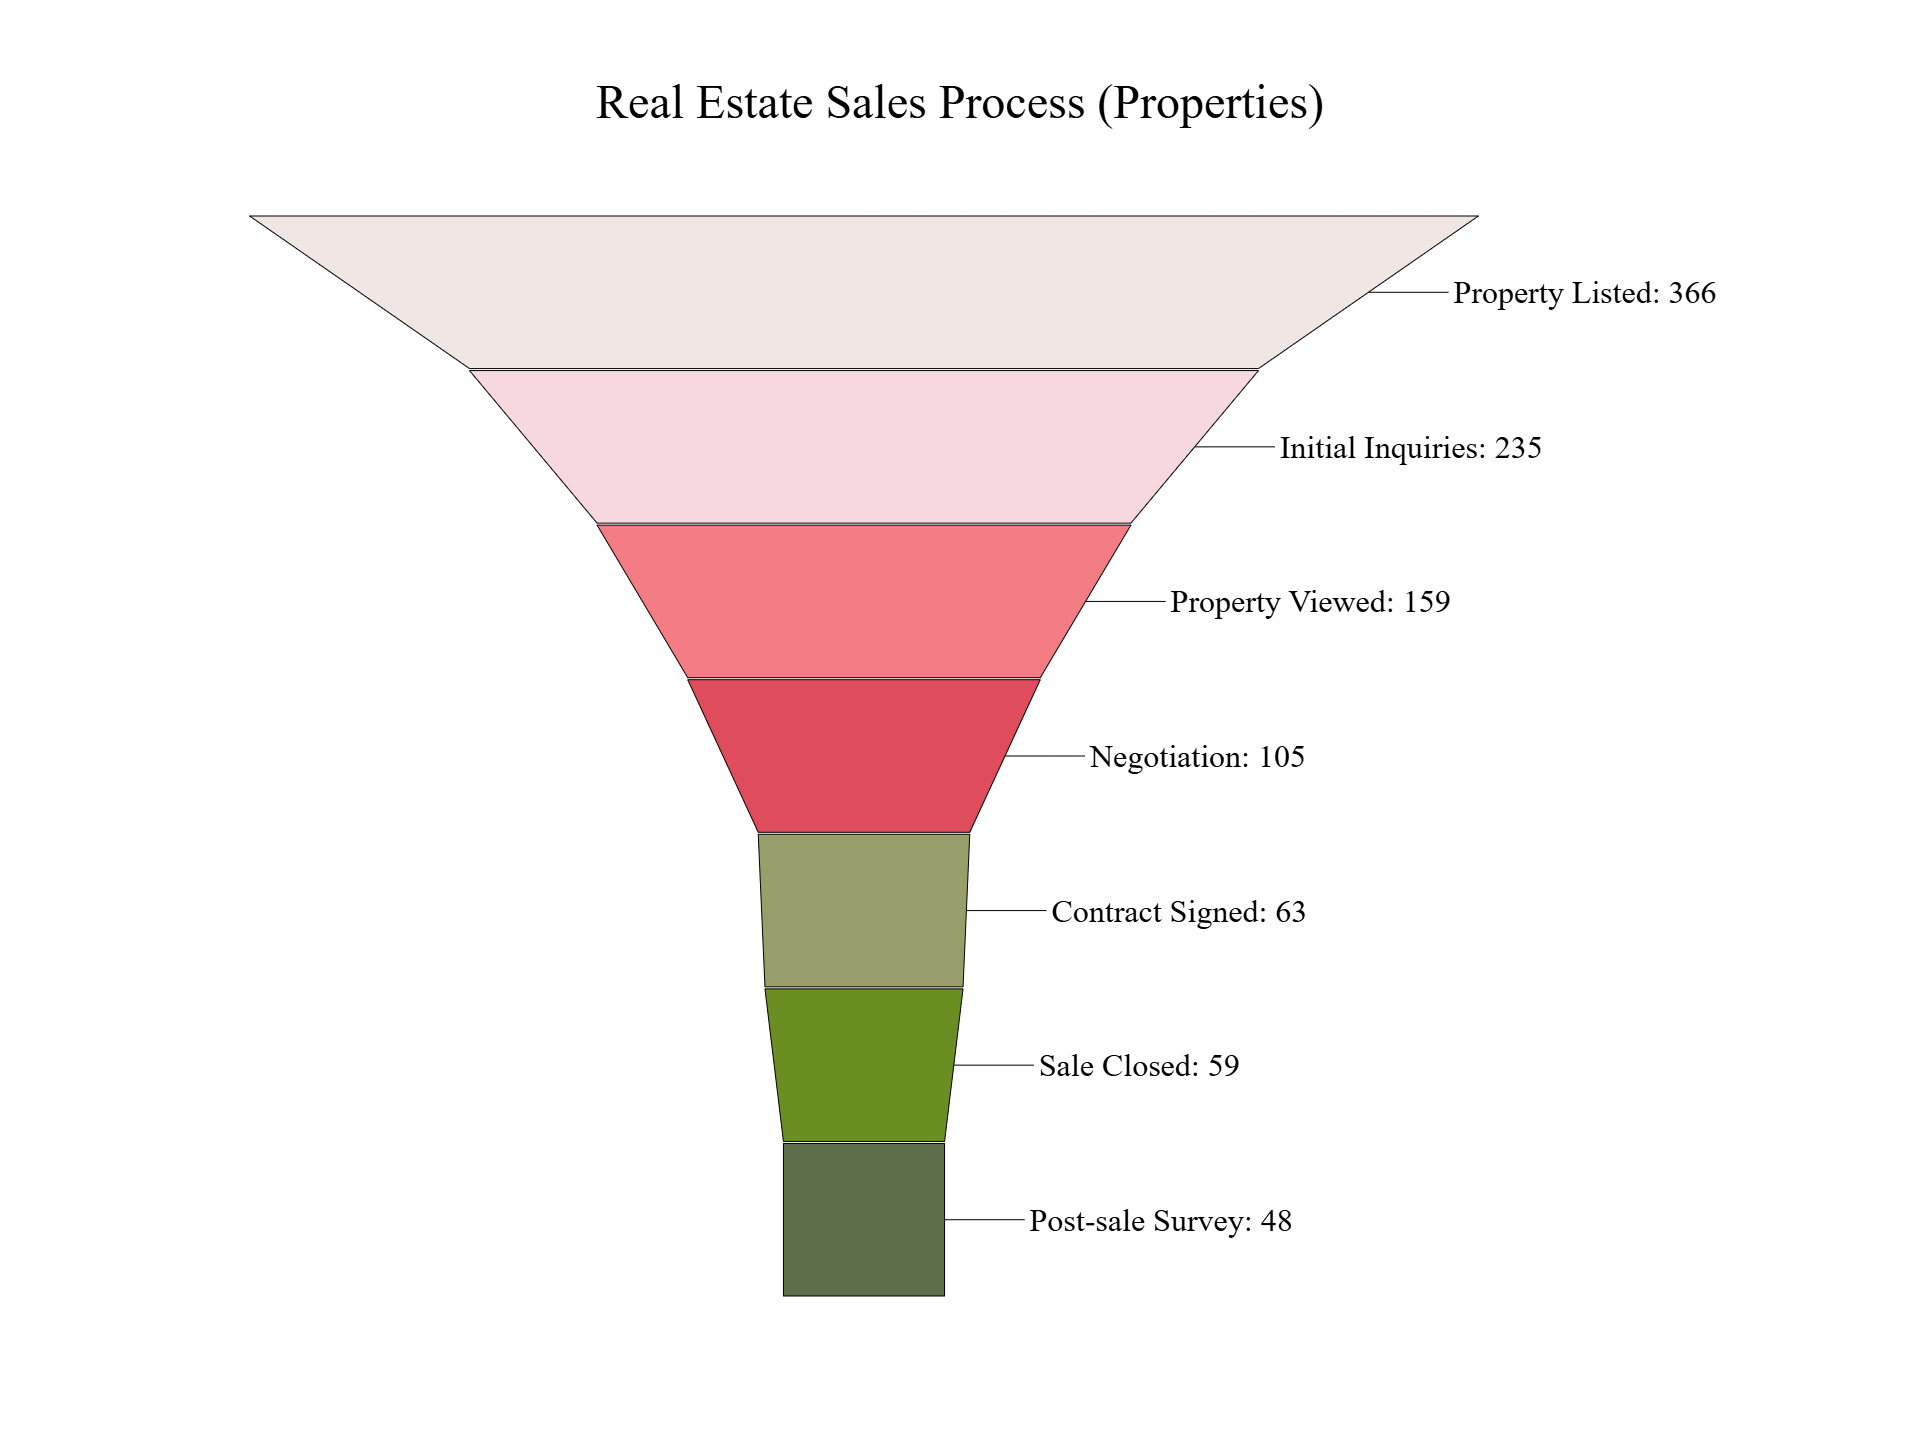 Real Estate Sales Process (Properties)
Property Listed: 366
Initial Inquiries: 235
Property Viewed: 159
Negotiation: 105
Contract Signed: 63
Sale Closed: 59
Post-sale Survey: 48